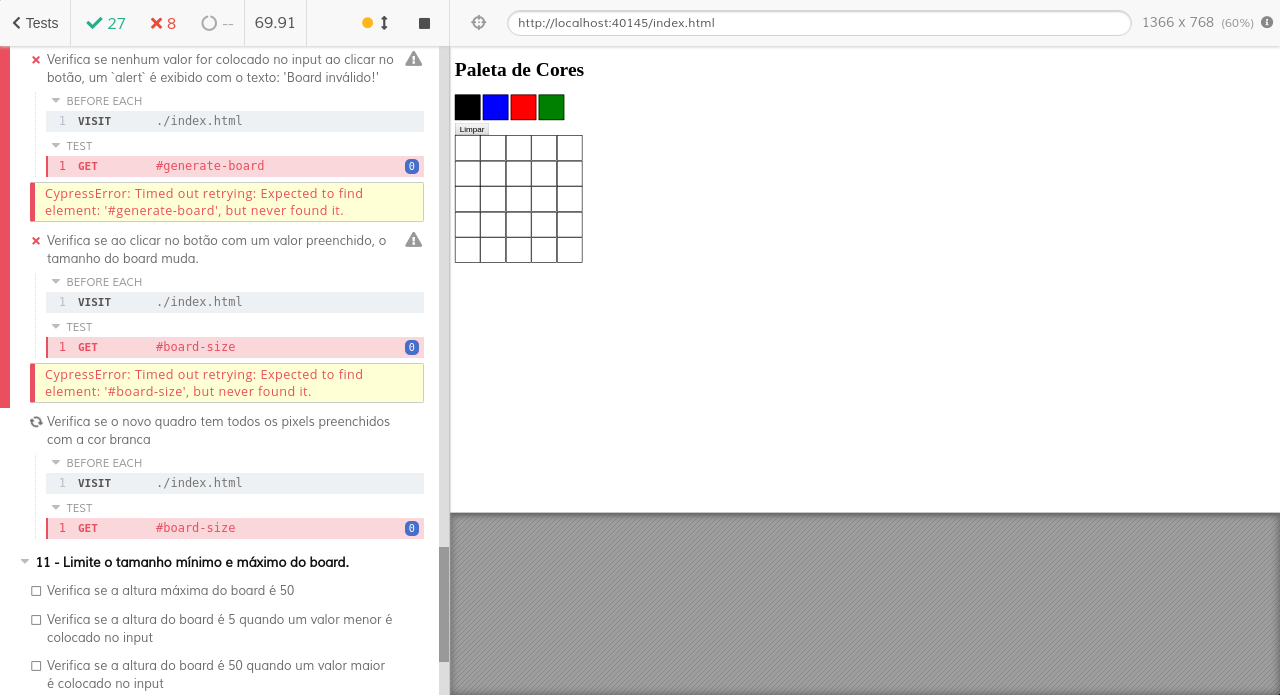 Tests 27 8 -- 69.91 http://localhost:40145/index.html 1366 x 768 (60%)
Verifica se nenhum valor for colocado no input ao clicar no
botão, um `alert` é exibido com o texto: 'Board inválido!'
BEFORE EACH
1 VISIT ./index.html
TEST
1 GET #generate-board 0
CypressError: Timed out retrying: Expected to find
element: '#generate-board', but never found it.
Verifica se ao clicar no botão com um valor preenchido, o
tamanho do board muda.
BEFORE EACH
1 VISIT ./index.html
TEST
1 GET #board-size 0
CypressError: Timed out retrying: Expected to find
element: '#board-size', but never found it.
Verifica se o novo quadro tem todos os pixels preenchidos
com a cor branca
BEFORE EACH
1 VISIT ./index.html
TEST
1 GET #board-size 0
11 - Limite o tamanho mínimo e máximo do board.
Verifica se a altura máxima do board é 50
Verifica se a altura do board é 5 quando um valor menor é
colocado no input
Verifica se a altura do board é 50 quando um valor maior
é colocado no input
Paleta de Cores
Limpar